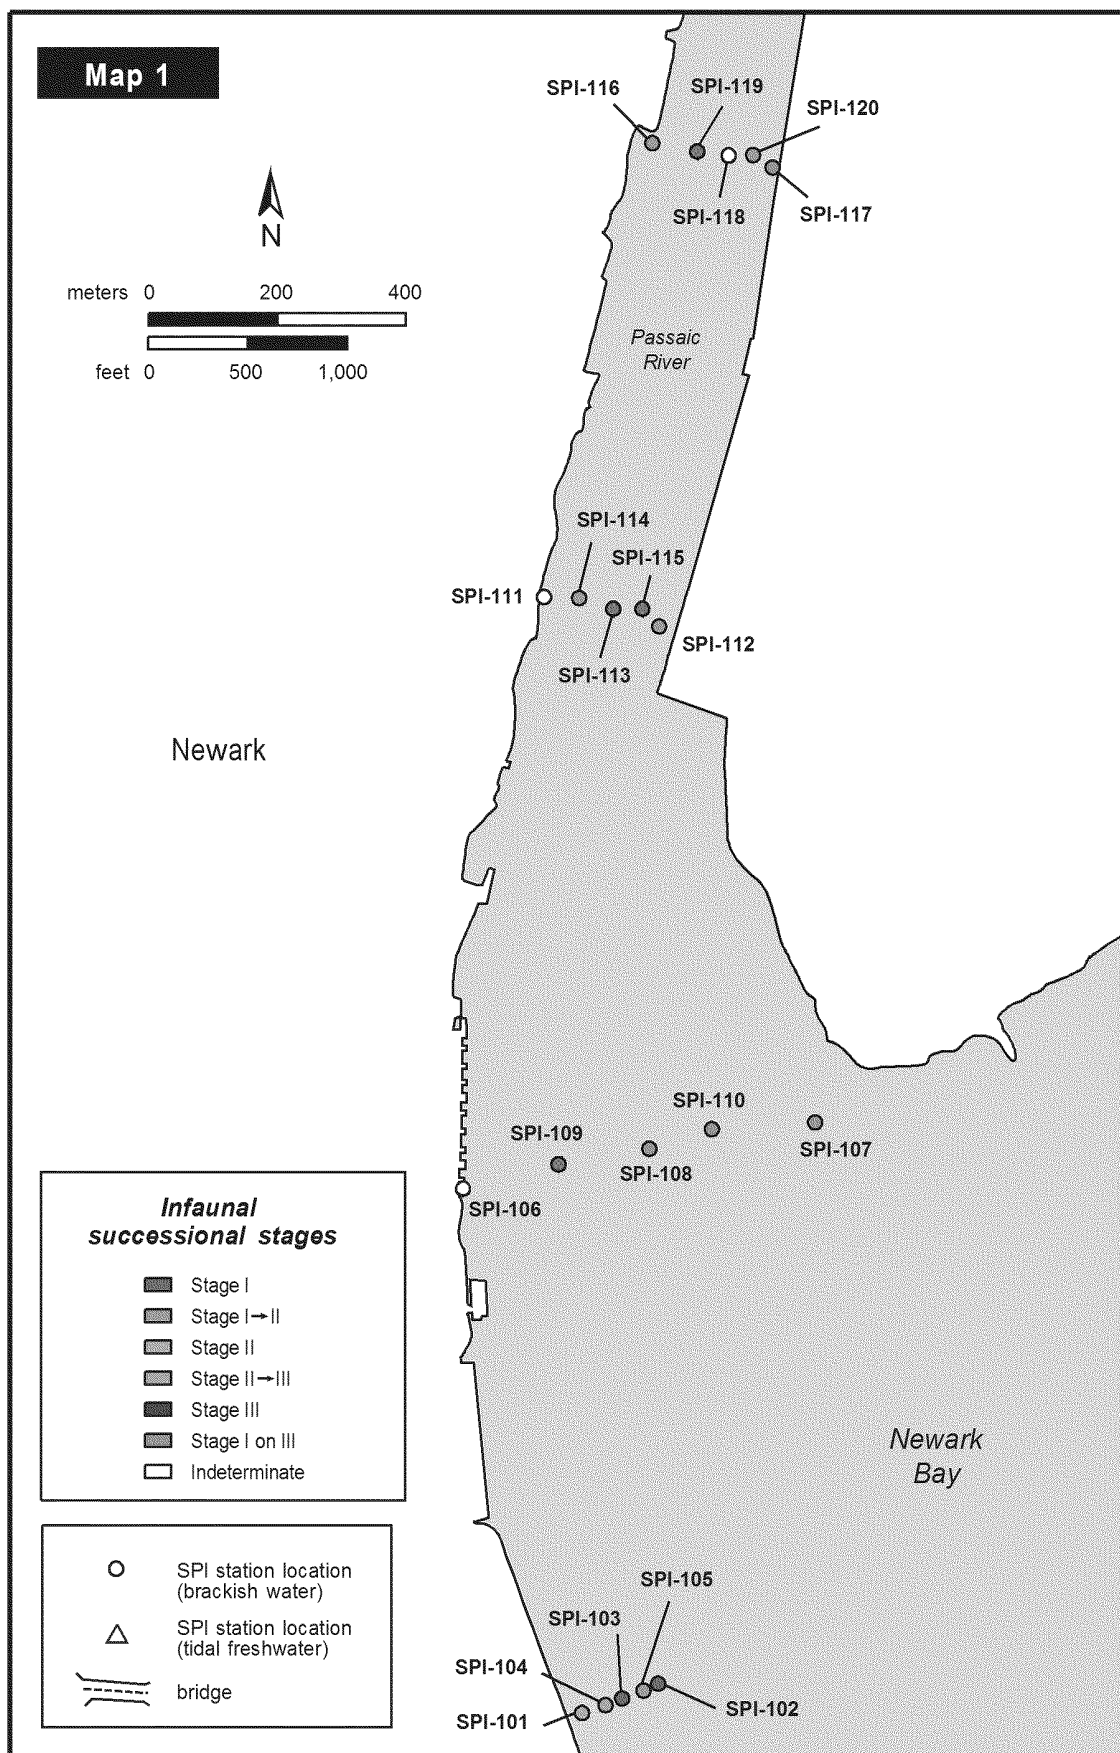 Map 1
SPI-116
SPI-119
SPI-120
SPI-118
SPI-117
N
meters 0 200 400
feet 0 500 1,000
Passaic
River
SPI-114
SPI-115
SPI-111
SPI-112
SPI-113
Newark
SPI-110
SPI-109
SPI-107
SPI-108
SPI-106
Infaunal
successional stages
Stage I
Stage I→II
Stage II
Stage II→III
Stage III
Stage I on III
Indeterminate
Newark
Bay
SPI station location
(brackish water)
SPI station location
(tidal freshwater)
bridge
SPI-105
SPI-103
SPI-104
SPI-102
SPI-101